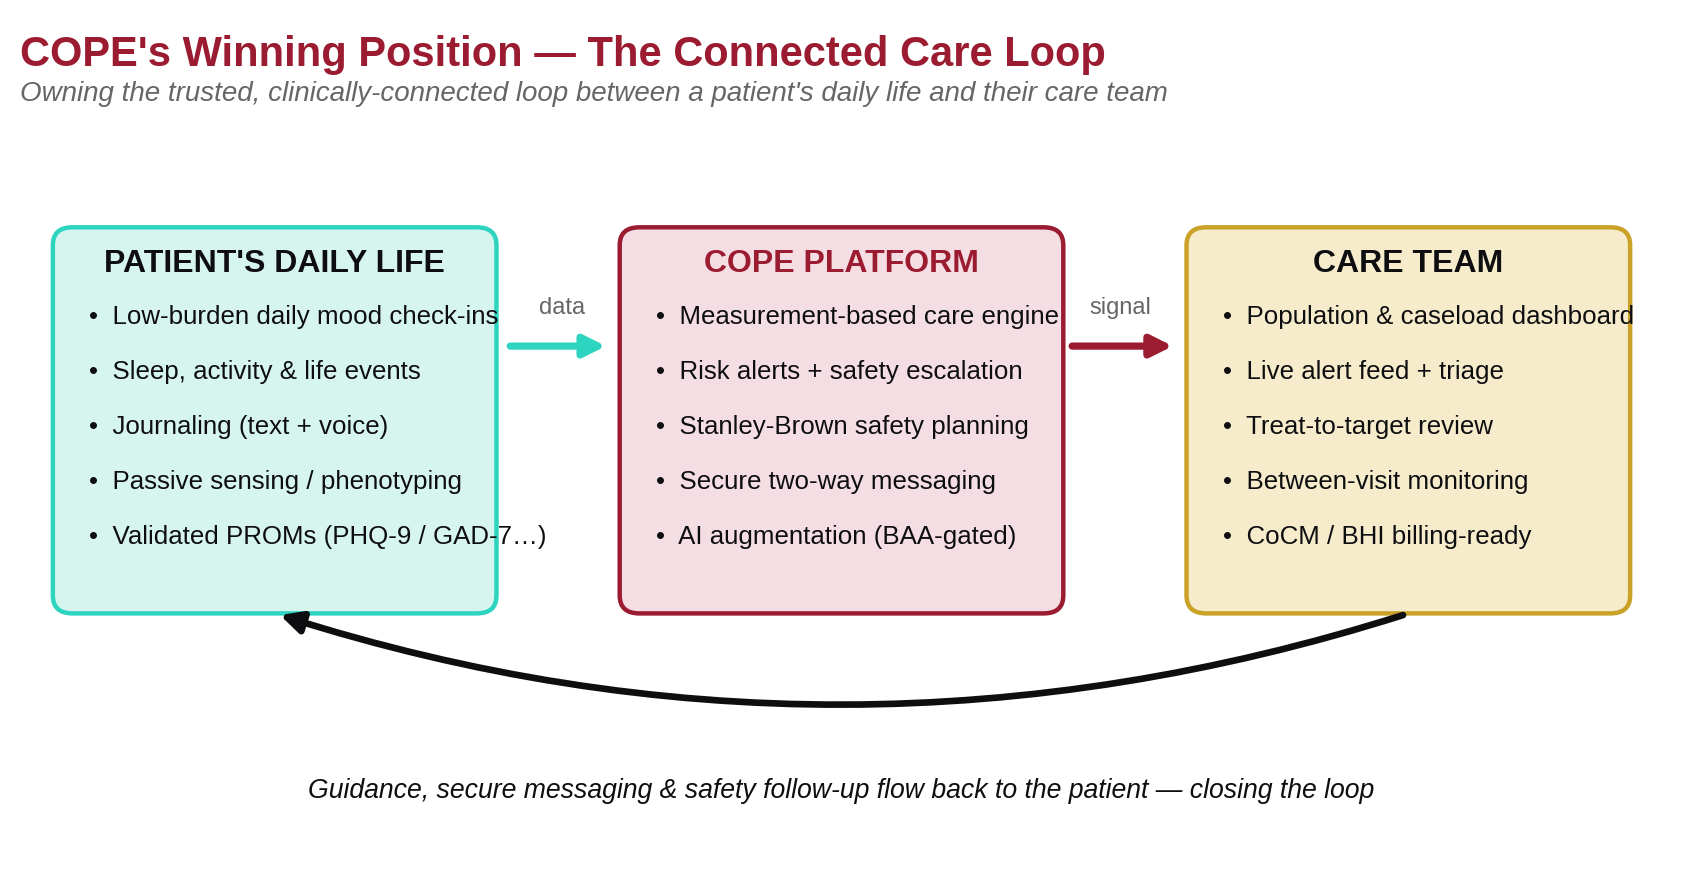 COPE's Winning Position — The Connected Care Loop
Owning the trusted, clinically-connected loop between a patient's daily life and their care team
PATIENT'S DAILY LIFE
• Low-burden daily mood check-ins
• Sleep, activity & life events
• Journaling (text + voice)
• Passive sensing / phenotyping
• Validated PROMs (PHQ-9 / GAD-7…)
data
COPE PLATFORM
• Measurement-based care engine
• Risk alerts + safety escalation
• Stanley-Brown safety planning
• Secure two-way messaging
• AI augmentation (BAA-gated)
signal
CARE TEAM
• Population & caseload dashboard
• Live alert feed + triage
• Treat-to-target review
• Between-visit monitoring
• CoCM / BHI billing-ready
Guidance, secure messaging & safety follow-up flow back to the patient — closing the loop